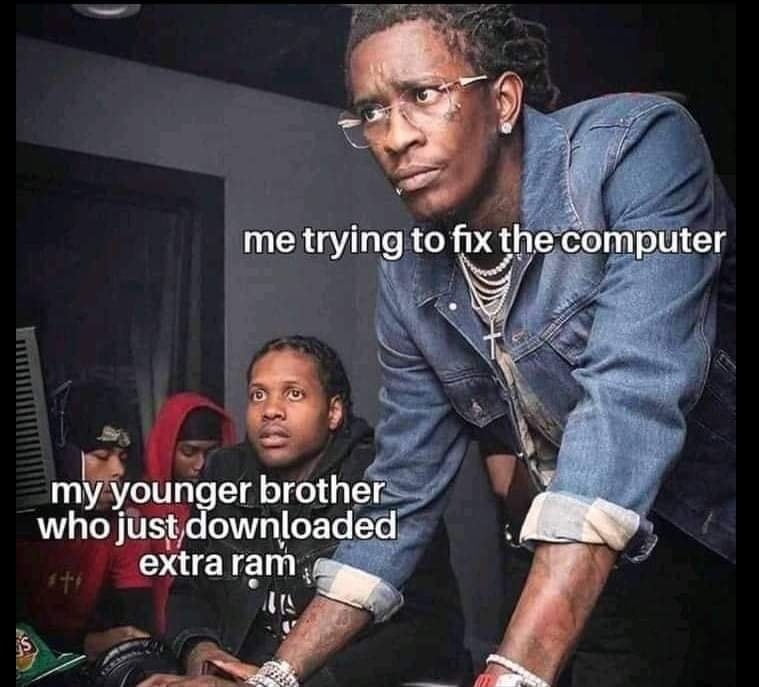 me trying to fix the computer
my younger brother
who just downloaded
extra ram